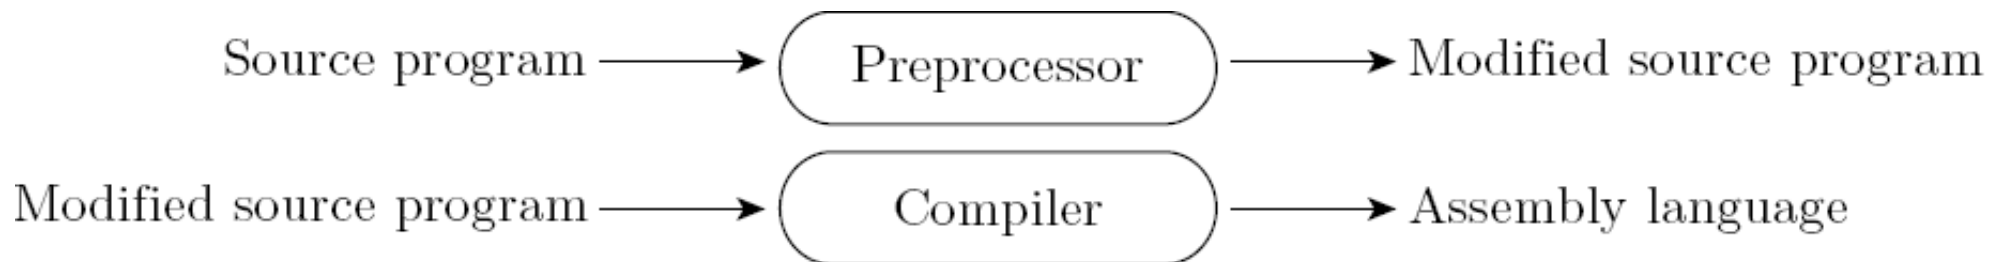 Source program Preprocessor Modified source program
Modified source program Compiler Assembly language